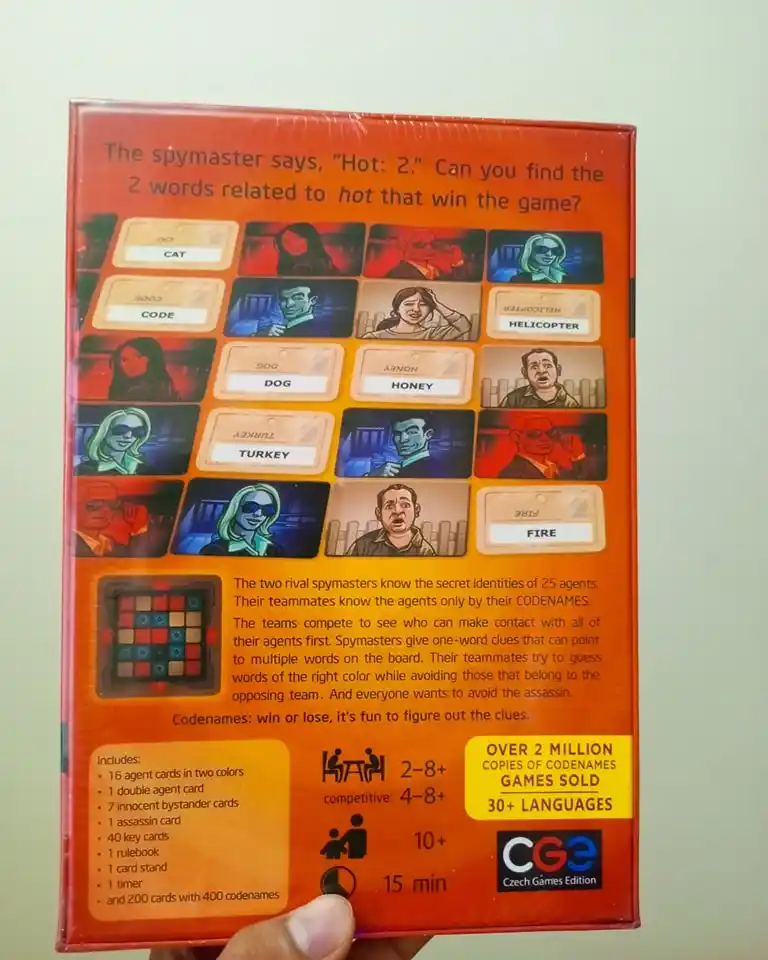 The spymaster says, "Hot: 2." Can you find the
2 words related to hot that win the game?
CAT
CAT
CODE
CODE
HELICOPTER
HELICOPTER
DOG
DOG
HONEY
HONEY
TURKEY
TURKEY
FIRE
FIRE
The two rival spymasters know the secret identities of 25 agents.
Their teammates know the agents only by their CODENAMES.
The teams compete to see who can make contact with all of
their agents first. Spymasters give one-word clues that can point
to multiple words on the board. Their teammates try to guess
words of the right color while avoiding those that belong to the
opposing team. And everyone wants to avoid the assassin.
Codenames: win or lose, it's fun to figure out the clues.
Includes:
• 16 agent cards in two colors
• 1 double agent card
• 7 innocent bystander cards
• 1 assassin card
• 40 key cards
• 1 rulebook
• 1 card stand
• 1 timer
• and 200 cards with 400 codenames
2–8+
competitive: 4–8+
10+
15 min
OVER 2 MILLION
COPIES OF CODENAMES
GAMES SOLD
30+ LANGUAGES
CGE
Czech Games Edition